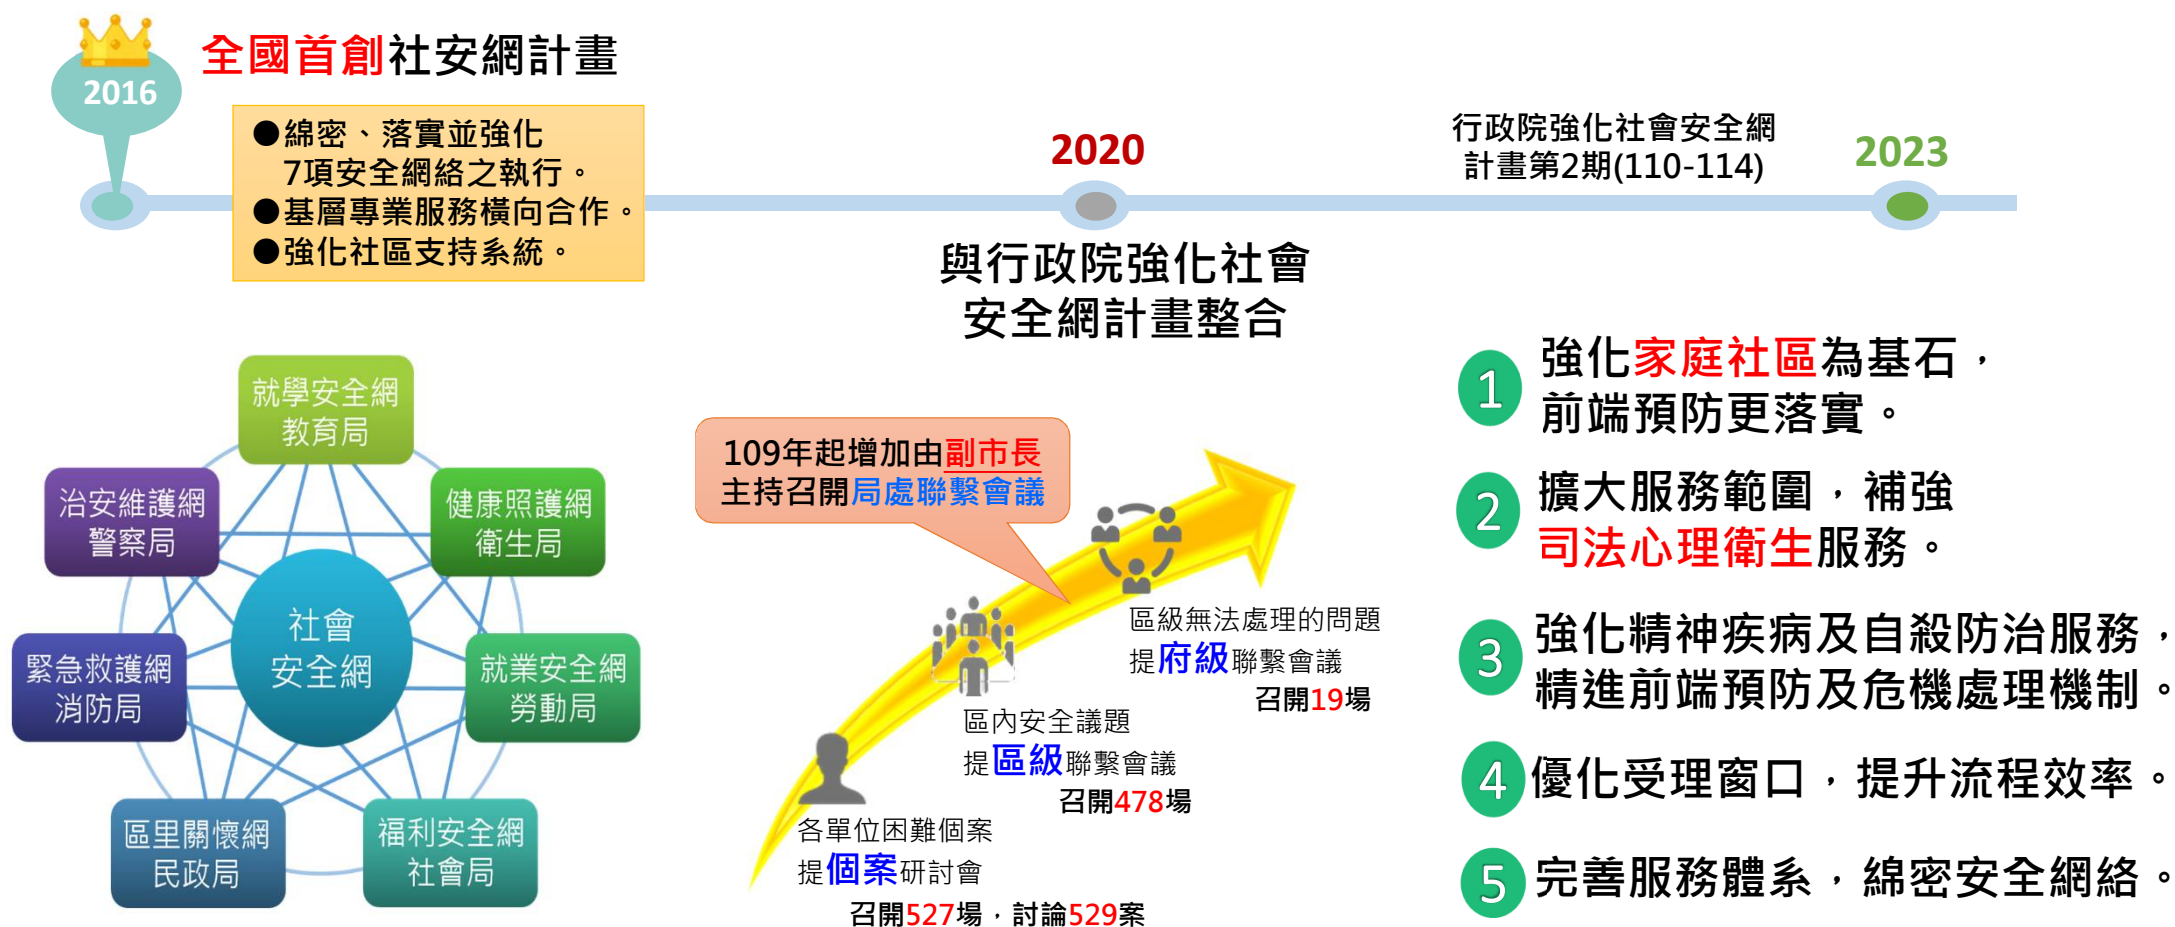 2016
全國首創社安網計畫
●綿密、落實並強化
7項安全網絡之執行。
●基層專業服務橫向合作。
●強化社區支持系統。
2020
與行政院強化社會
安全網計畫整合
行政院強化社會安全網
計畫第2期(110-114)
2023
就學安全網
教育局
健康照護網
衛生局
就業安全網
勞動局
福利安全網
社會局
區里關懷網
民政局
緊急救護網
消防局
治安維護網
警察局
社會
安全網
109年起增加由副市長
主持召開局處聯繫會議
區級無法處理的問題
提府級聯繫會議
召開19場
區內安全議題
提區級聯繫會議
召開478場
各單位困難個案
提個案研討會
召開527場，討論529案
1
強化家庭社區為基石，
前端預防更落實。
2
擴大服務範圍，補強
司法心理衛生服務。
3
強化精神疾病及自殺防治服務，
精進前端預防及危機處理機制。
4
優化受理窗口，提升流程效率。
5
完善服務體系，綿密安全網絡。